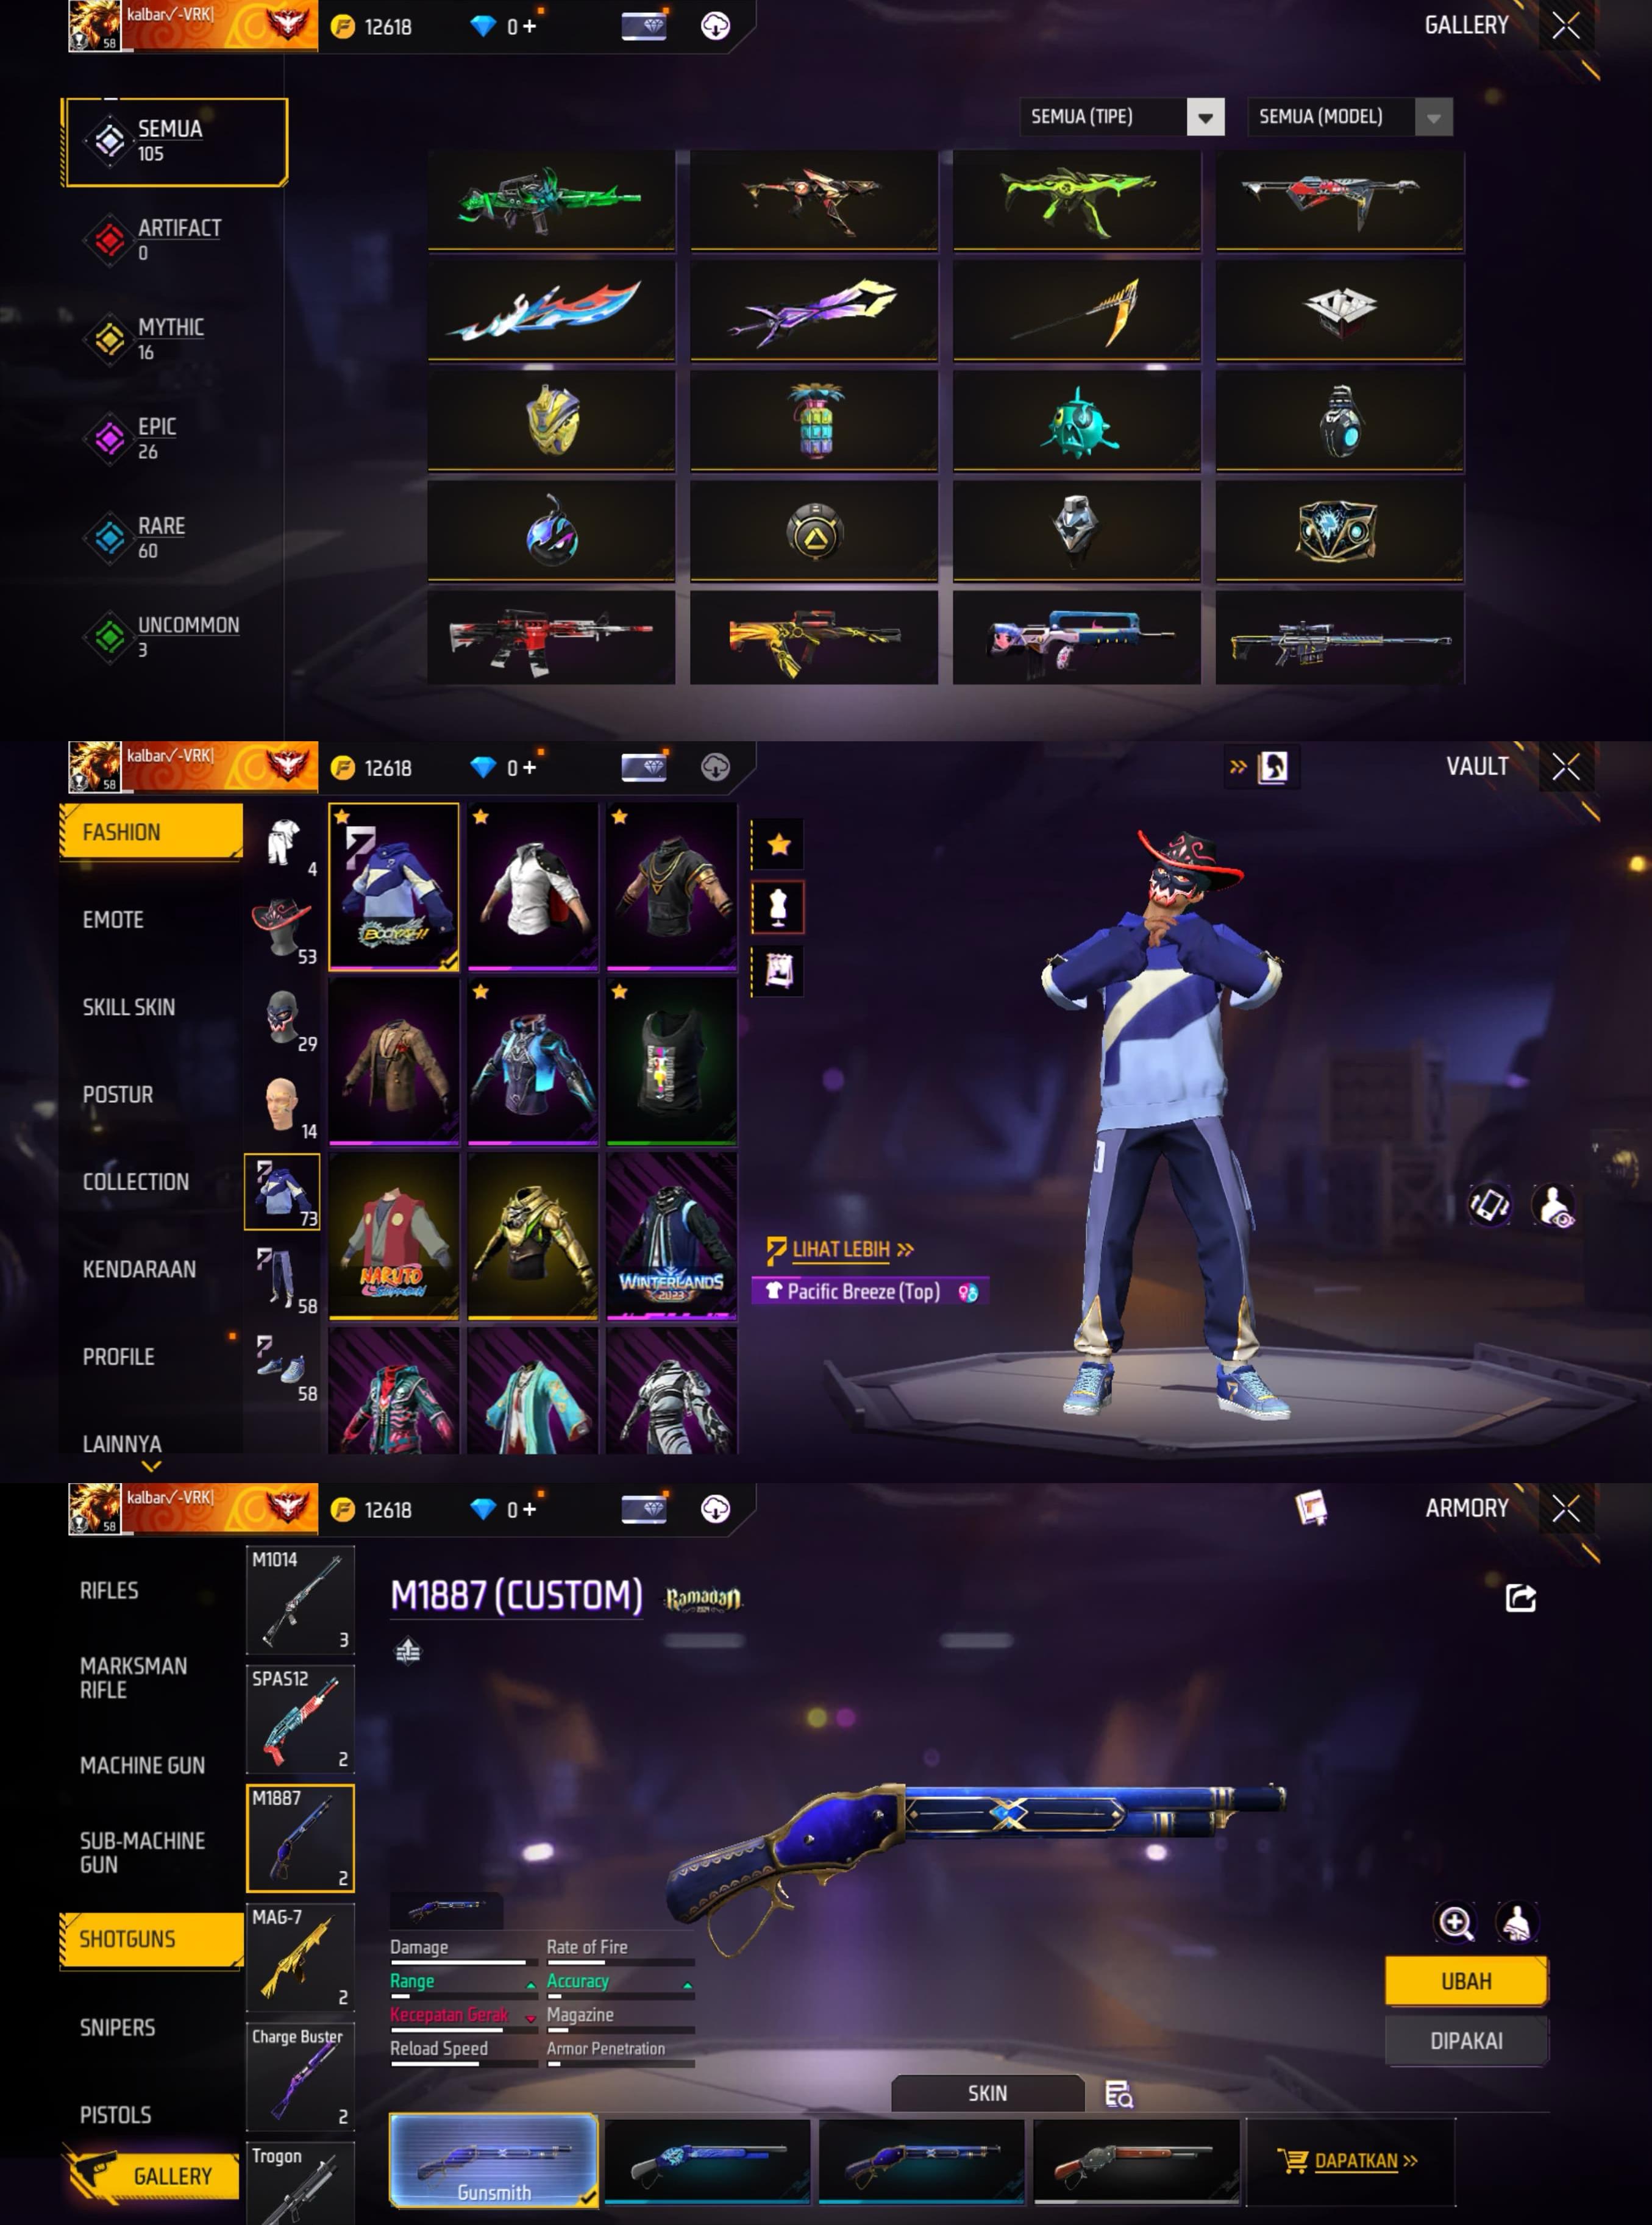 kalbar✓-VRK]
58
12618
0 +
GALLERY
SEMUA
105
ARTIFACT
0
MYTHIC
16
EPIC
26
RARE
60
UNCOMMON
3
SEMUA (TIPE)
SEMUA (MODEL)
kalbar✓-VRK]
58
12618
0 +
VAULT
FASHION
EMOTE
SKILL SKIN
POSTUR
COLLECTION
KENDARAAN
PROFILE
LAINNYA
4
53
29
14
73
58
58
BOOYAH!
NARUTO
SHIPPUDEN
WINTERLANDS
2023
LIHAT LEBIH
Pacific Breeze (Top)
kalbar✓-VRK]
58
12618
0 +
ARMORY
RIFLES
MARKSMAN
RIFLE
MACHINE GUN
SUB-MACHINE
GUN
SHOTGUNS
SNIPERS
PISTOLS
GALLERY
M1014
3
SPAS12
2
M1887
2
MAG-7
2
Charge Buster
2
Trogon
M1887 (CUSTOM)
Ramadan
2024
Damage
Rate of Fire
Range
Accuracy
Kecepatan Gerak
Magazine
Reload Speed
Armor Penetration
UBAH
DIPAKAI
SKIN
Gunsmith
DAPATKAN